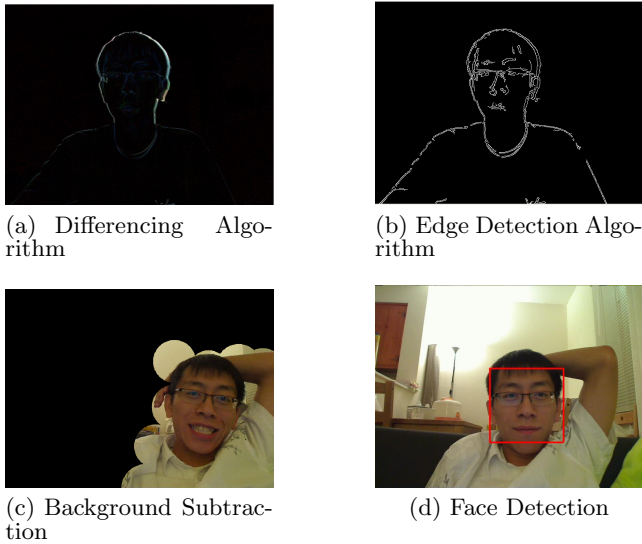 (a) Differencing Algo-
rithm
(b) Edge Detection Algo-
rithm
(c) Background Subtrac-
tion
(d) Face Detection